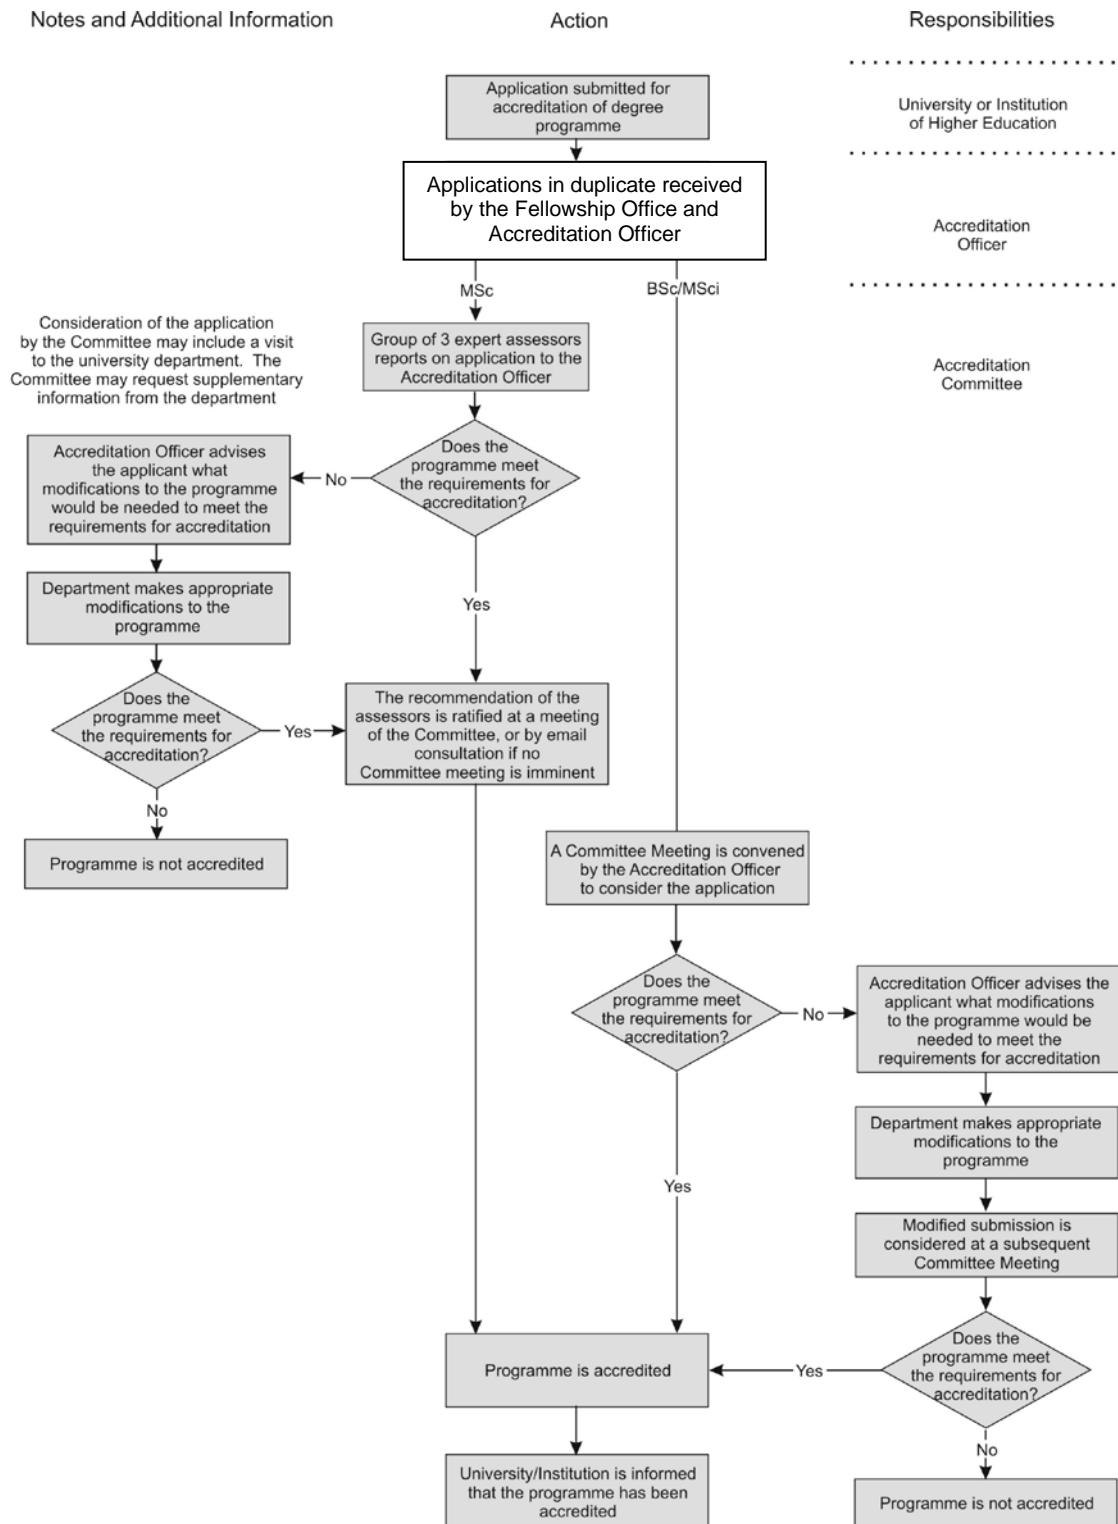 Notes and Additional Information
Action
Responsibilities
Application submitted for
accreditation of degree
programme
University or Institution
of Higher Education
Applications in duplicate received
by the Fellowship Office and
Accreditation Officer
Accreditation
Officer
MSc
BSc/MSci
Consideration of the application
by the Committee may include a visit
to the university department. The
Committee may request supplementary
information from the department
Group of 3 expert assessors
reports on application to the
Accreditation Officer
Accreditation
Committee
Does the
programme meet
the requirements for
accreditation?
No
Accreditation Officer advises
the applicant what
modifications to the programme
would be needed to meet the
requirements for accreditation
Department makes appropriate
modifications to the
programme
Yes
Does the
programme meet
the requirements for
accreditation?
Yes
The recommendation of the
assessors is ratified at a meeting
of the Committee, or by email
consultation if no
Committee meeting is imminent
No
Programme is not accredited
A Committee Meeting is convened
by the Accreditation Officer
to consider the application
Does the
programme meet
the requirements for
accreditation?
No
Accreditation Officer advises the
applicant what modifications
to the programme would be
needed to meet the
requirements for accreditation
Department makes appropriate
modifications to the
programme
Yes
Modified submission is
considered at a subsequent
Committee Meeting
Does the
programme meet
the requirements for
accreditation?
Yes
Programme is accredited
No
University/Institution is informed
that the programme has been
accredited
Programme is not accredited